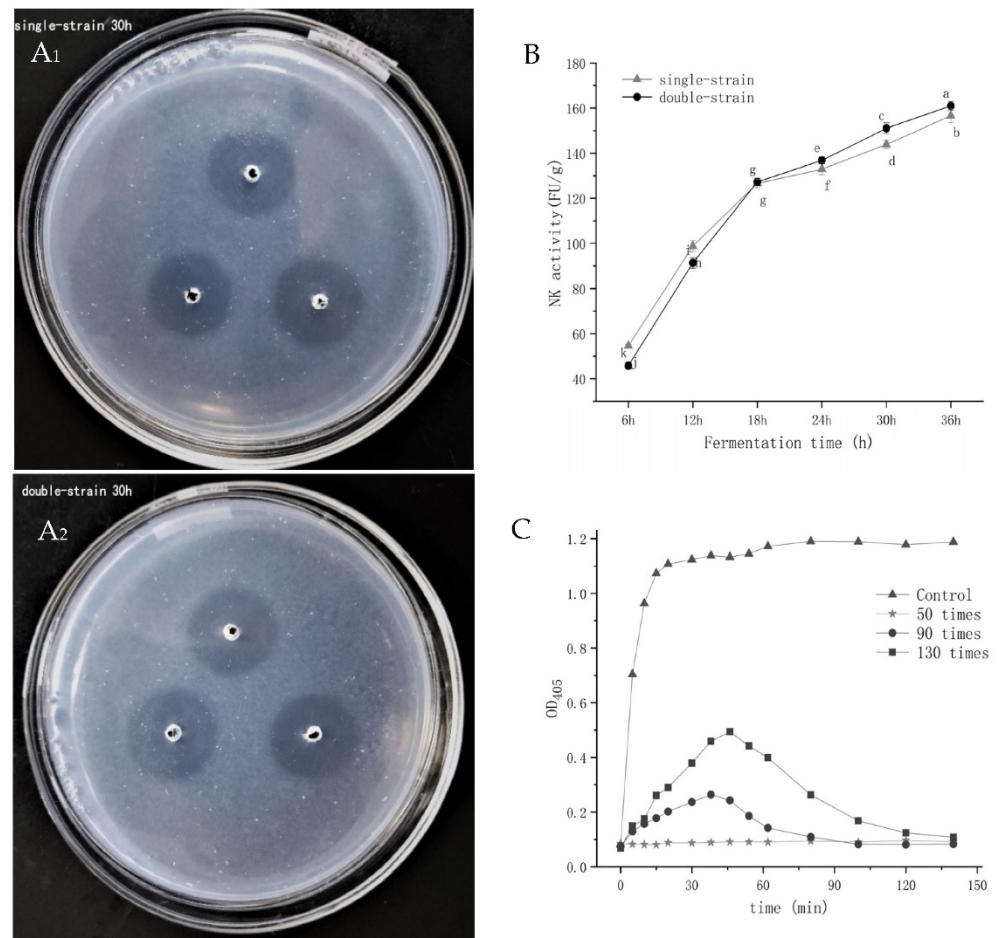 single-strain 30h
A1
B
180
160
140
120
100
80
60
40
NK activity(FU/g)
single-strain
double-strain
a
b
c
d
e
f
g
g
i
h
k
j
6h 12h 18h 24h 30h 36h
Fermentation time (h)
double-strain 30h
A2
C
1.2
1.0
0.8
0.6
0.4
0.2
0.0
OD405
Control
50 times
90 times
130 times
0 30 60 90 120 150
time (min)